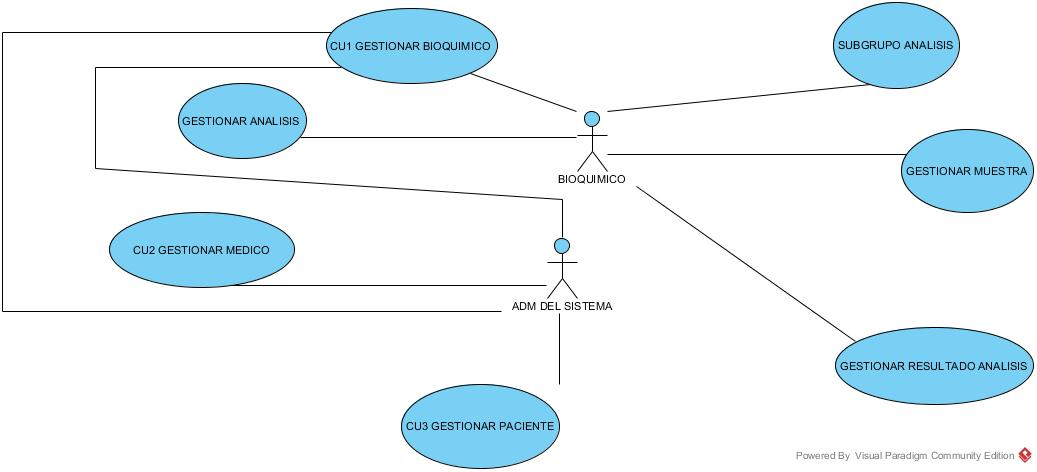 CU1 GESTIONAR BIOQUIMICO
SUBGRUPO ANALISIS
GESTIONAR ANALISIS
GESTIONAR MUESTRA
BIOQUIMICO
CU2 GESTIONAR MEDICO
ADM DEL SISTEMA
GESTIONAR RESULTADO ANALISIS
CU3 GESTIONAR PACIENTE
Powered By Visual Paradigm Community Edition